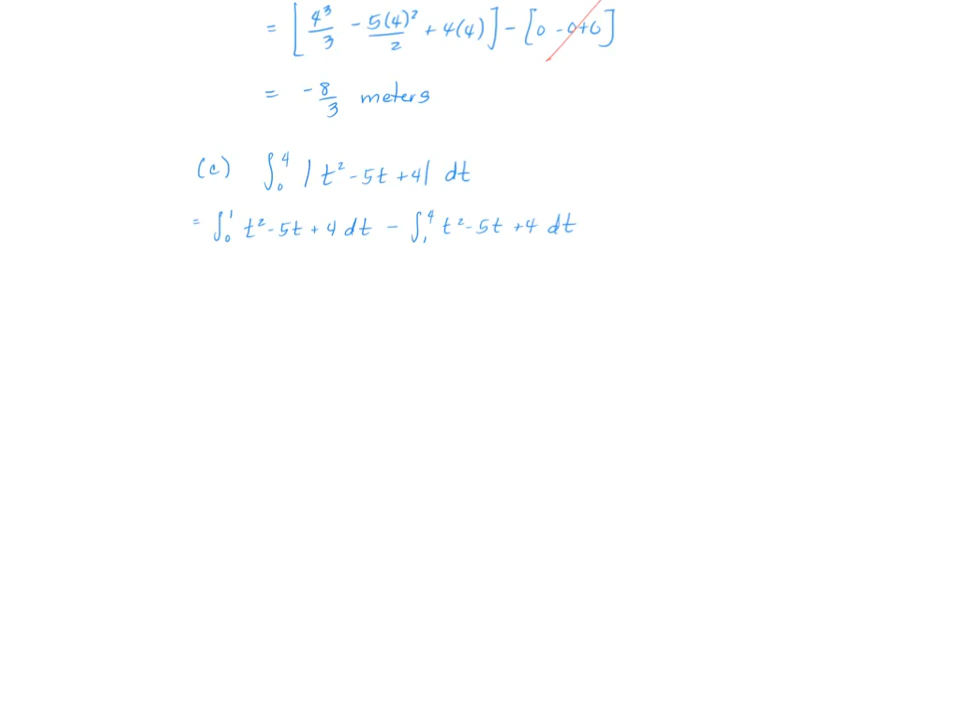 = [4³/3 - 5(4)²/2 + 4(4)] - [0 - 0 + 0]
= -8/3 meters
(c) ∫₀⁴ |t² - 5t + 4| dt
= ∫₀¹ t² - 5t + 4 dt - ∫₁⁴ t² - 5t + 4 dt